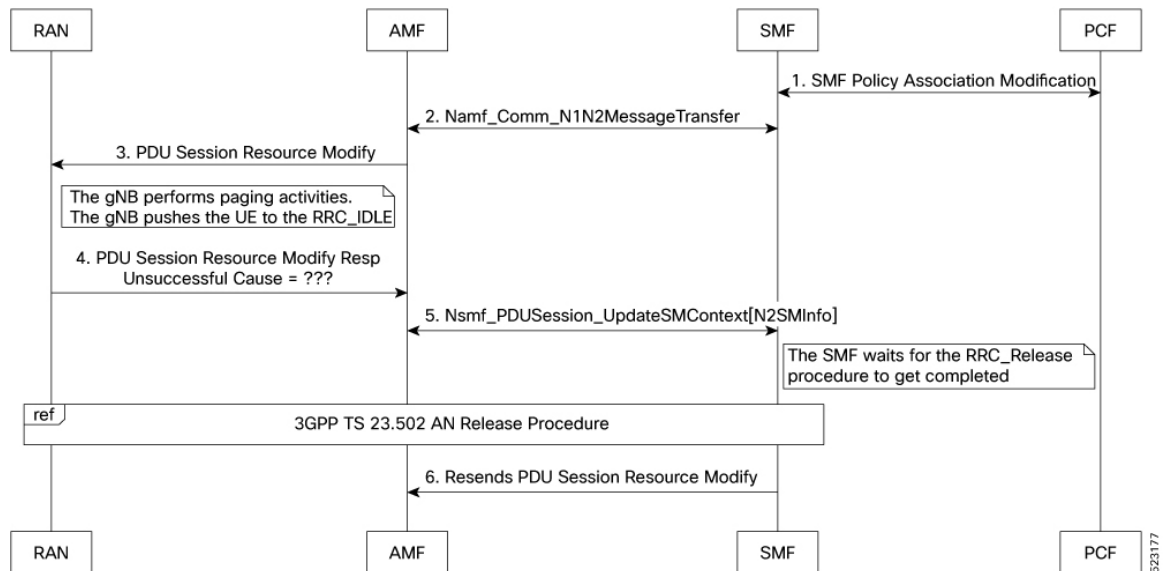 RAN
AMF
SMF
PCF
1. SMF Policy Association Modification
2. Namf_Comm_N1N2MessageTransfer
3. PDU Session Resource Modify
The gNB performs paging activities.
The gNB pushes the UE to the RRC_IDLE
4. PDU Session Resource Modify Resp
Unsuccessful Cause = ???
5. Nsmf_PDUSession_UpdateSMContext[N2SMInfo]
The SMF waits for the RRC_Release
procedure to get completed
ref
3GPP TS 23.502 AN Release Procedure
6. Resends PDU Session Resource Modify
RAN
AMF
SMF
PCF
523177